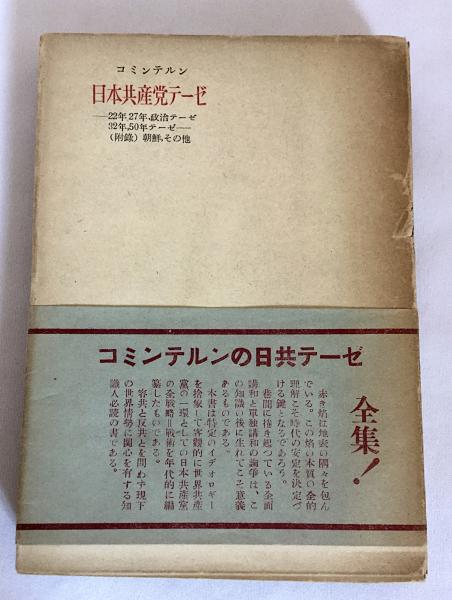 コミンテルン
日本共産党テーゼ
——22年，27年，政治テーゼ
32年，50年テーゼ——
（附録）朝鮮，その他
コミンテルンの日共テーゼ
全集！
赤き焰は地表の隅々を包ん
でいる。この焰の本質の全的
理解こそ時代の安定を決定づ
ける鍵となるであろう。
巷間に捲き起つている全面
講和と單独講和の論爭は、こ
の知識の後に生れてこそ意義
あるものである。
本書は特定のイデオロギー
を捨象して客観的に世界共産
党の一環としての日本共産党
の全戦略＝戦術を年代的に編
纂したものである。
容共と反共とを問わず現下
の世界情勢に関心を有する知
識人必読の書である。